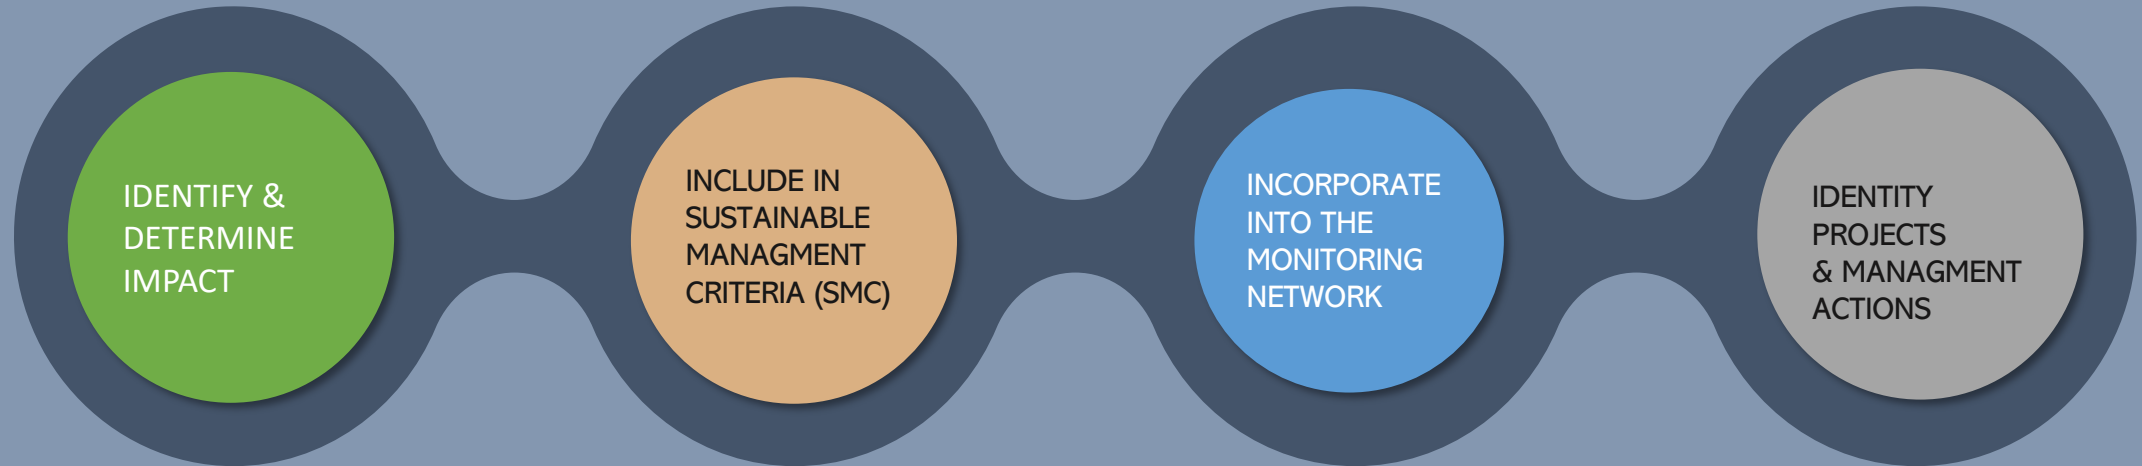 IDENTIFY &
DETERMINE
IMPACT
INCLUDE IN
SUSTAINABLE
MANAGMENT
CRITERIA (SMC)
INCORPORATE
INTO THE
MONITORING
NETWORK
IDENTITY
PROJECTS
& MANAGMENT
ACTIONS